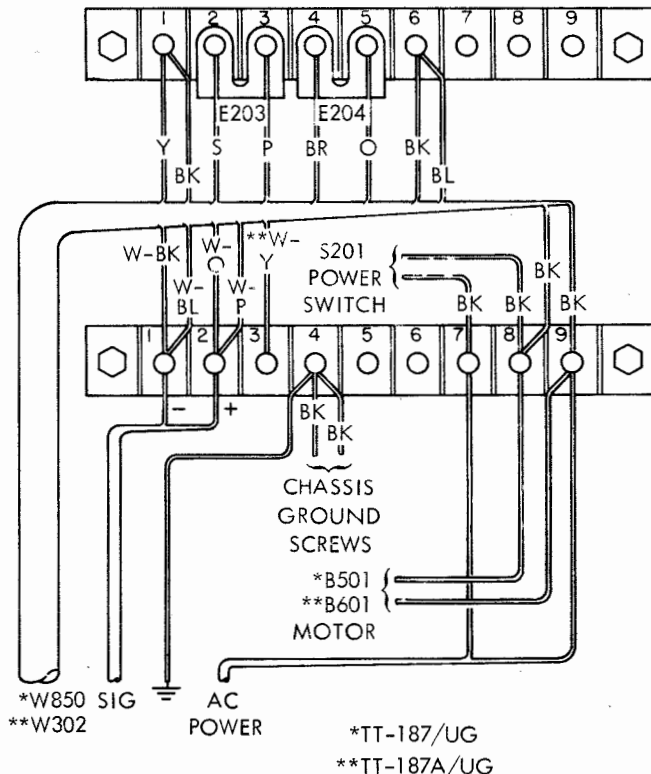 1 2 3 4 5 6 7 8 9
E203 E204
Y S P BR O BK
BK BL
W-BK W-O **W-Y
W-BL W-P
S201
POWER
SWITCH
BK BK BK BK
1 2 3 4 5 6 7 8 9
- +
BK BK
CHASSIS
GROUND
SCREWS
*B501
**B601
MOTOR
*W850 SIG AC
**W302 POWER
*TT-187/UG
**TT-187A/UG